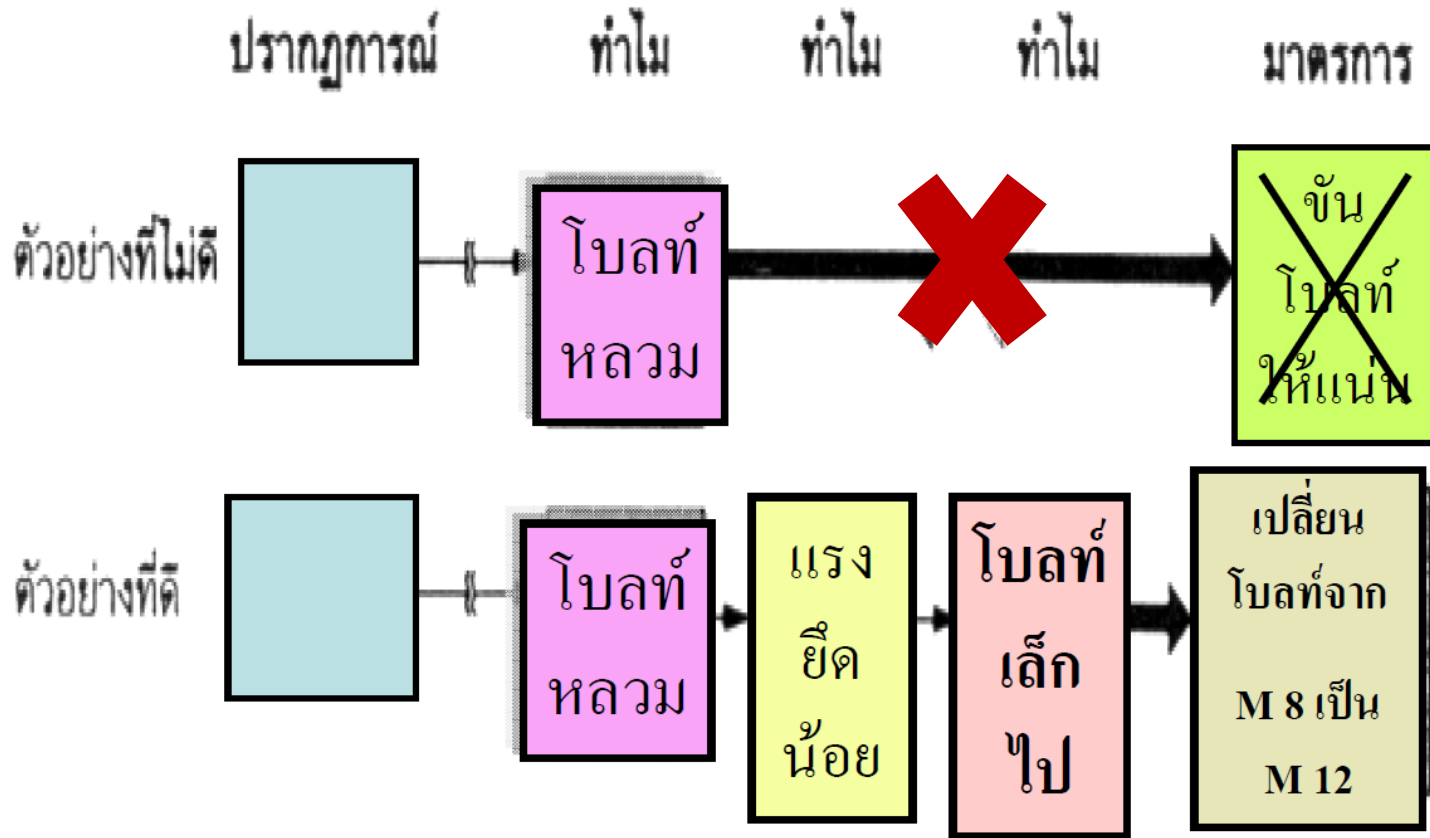 ปรากฏการณ์ ทำไม ทำไม ทำไม มาตรการ
ตัวอย่างที่ไม่ดี
โบลท์
หลวม
ขัน
โบลท์
ให้แน่น
ตัวอย่างที่ดี
โบลท์
หลวม
แรง
ยึด
น้อย
โบลท์
เล็ก
ไป
เปลี่ยน
โบลท์จาก
M 8 เป็น
M 12